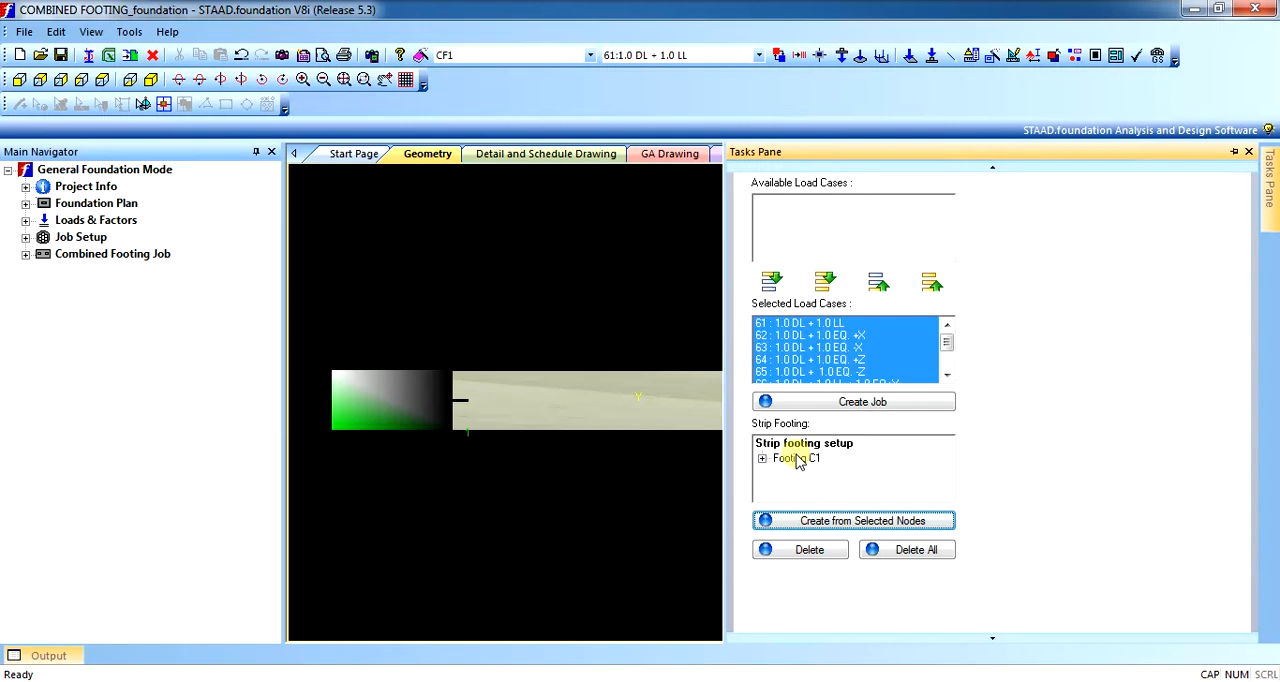 COMBINED FOOTING_foundation - STAAD.foundation V8i (Release 5.3)
File Edit View Tools Help
CF1 61:1.0 DL + 1.0 LL
STAAD.foundation Analysis and Design Software
Main Navigator
General Foundation Mode
Project Info
Foundation Plan
Loads & Factors
Job Setup
Combined Footing Job
Start Page Geometry Detail and Schedule Drawing GA Drawing
Y
Tasks Pane
Available Load Cases :
Selected Load Cases :
61 : 1.0 DL + 1.0 LL
62 : 1.0 DL + 1.0 EQ. +X
63 : 1.0 DL + 1.0 EQ. -X
64 : 1.0 DL + 1.0 EQ. +Z
65 : 1.0 DL + 1.0 EQ. -Z
Create Job
Strip Footing:
Strip footing setup
Footing C1
Create from Selected Nodes
Delete Delete All
Tasks Pane
Output
Ready CAP NUM SCRL